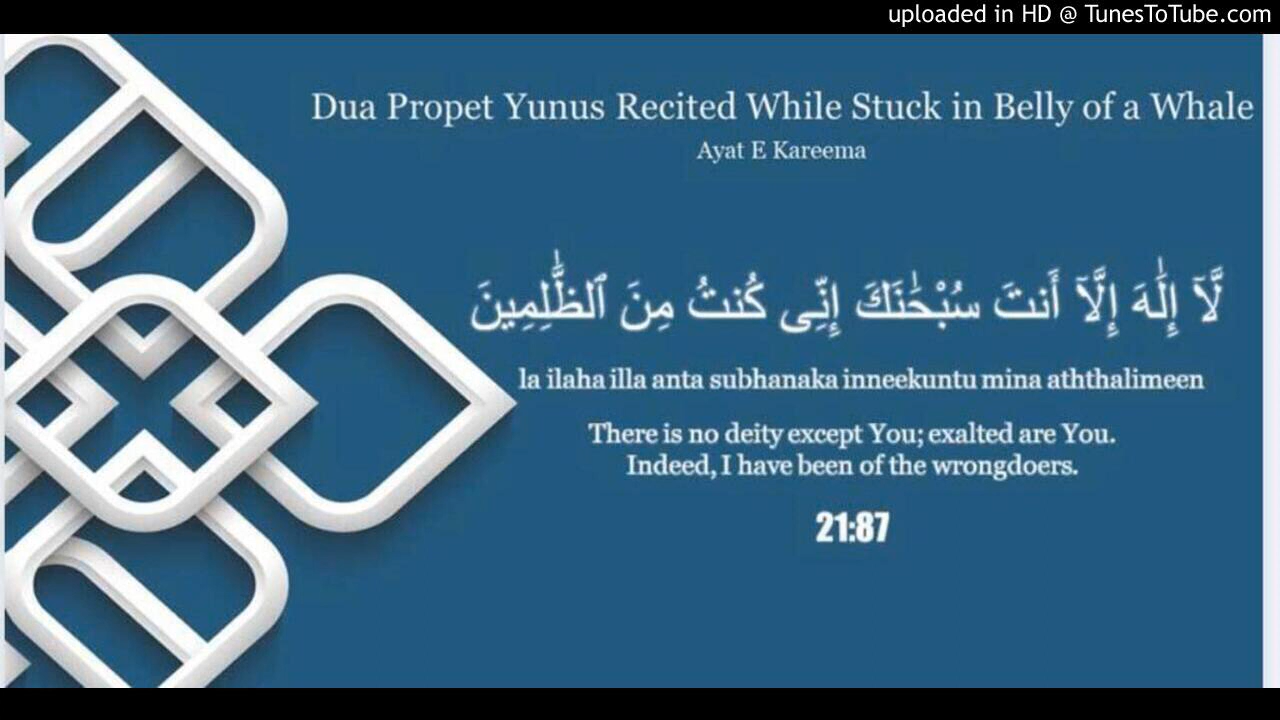 uploaded in HD @ TunesToTube.com
Dua Propet Yunus Recited While Stuck in Belly of a Whale
Ayat E Kareema
لَّآ إِلَٰهَ إِلَّآ أَنتَ سُبْحَٰنَكَ إِنِّى كُنتُ مِنَ ٱلظَّٰلِمِينَ
la ilaha illa anta subhanaka inneekuntu mina aththalimeen
There is no deity except You; exalted are You.
Indeed, I have been of the wrongdoers.
21:87